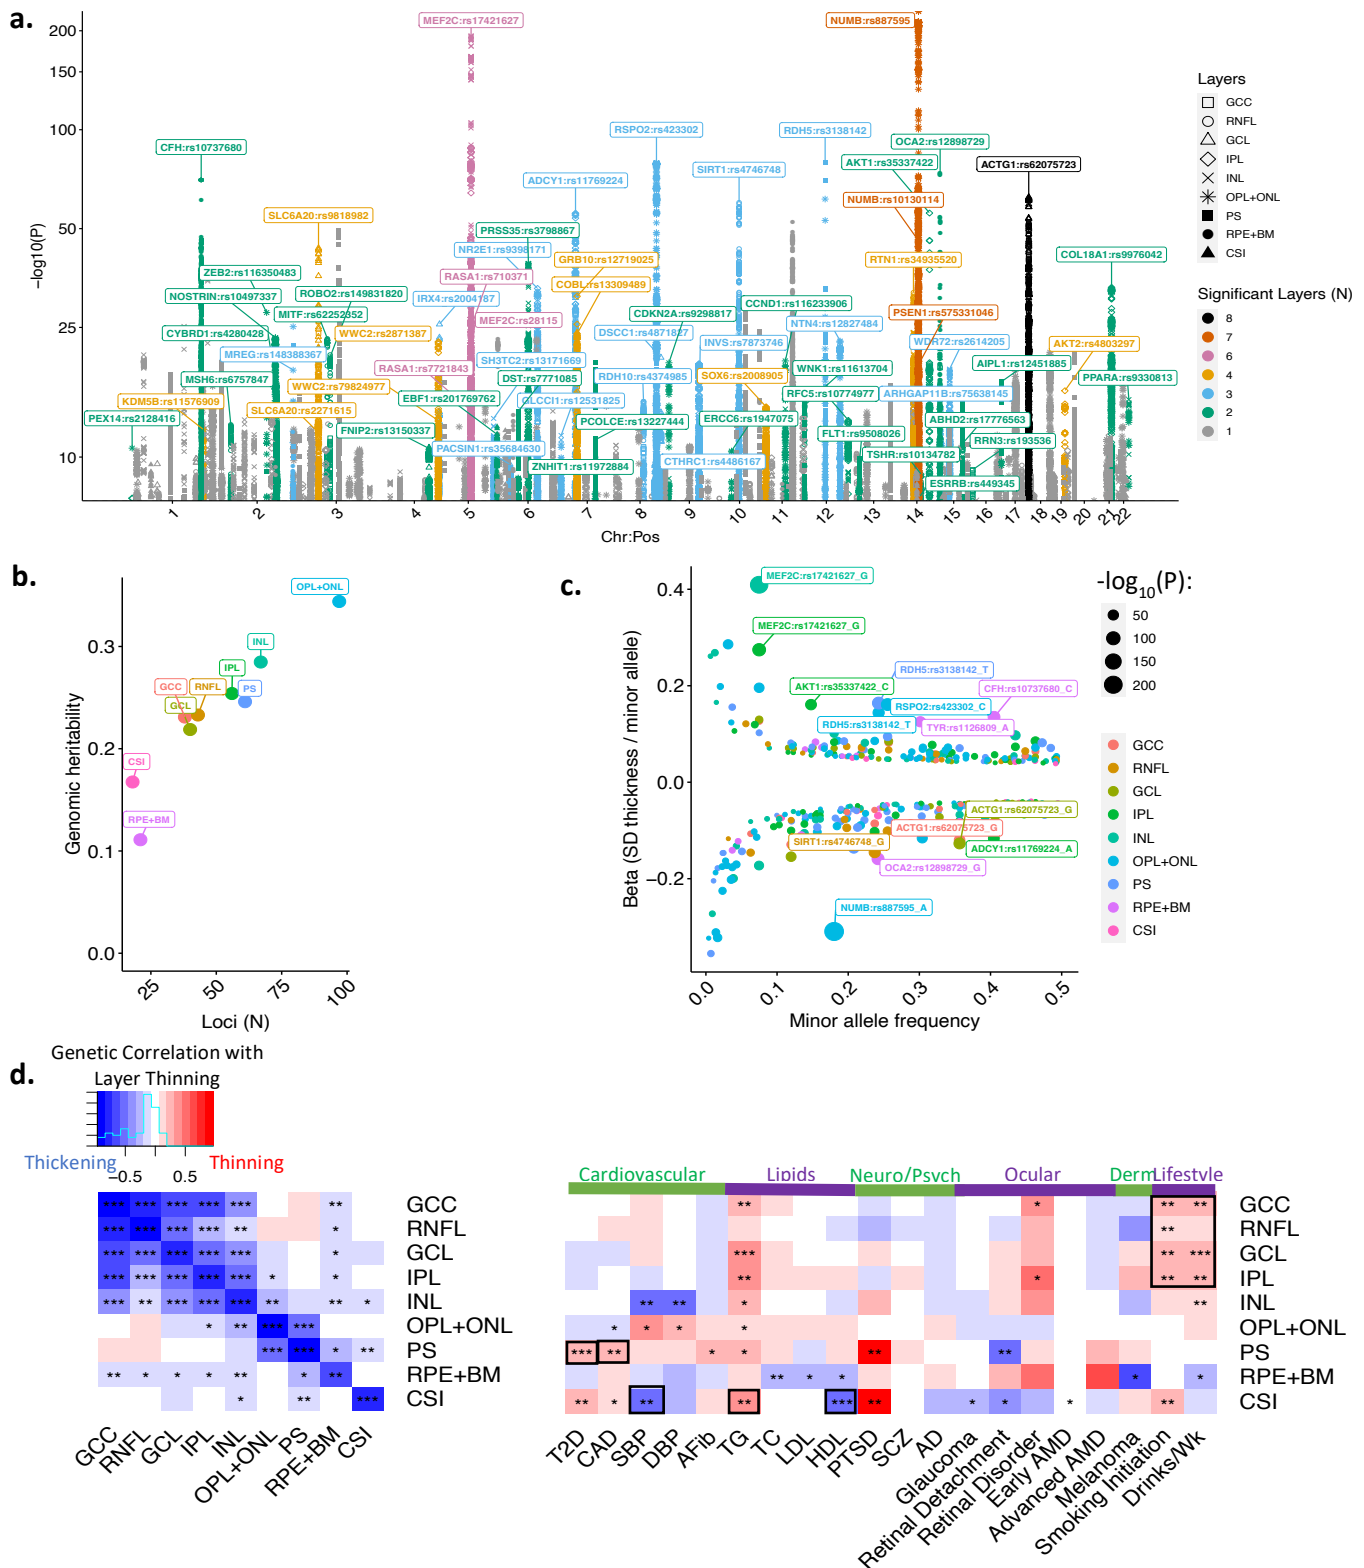 a.
200
150
100
50
25
10
−log10(P)
MEF2C:rs17421627
NUMB:rs887595
CFH:rs10737680
RSPO2:rs423302
RDH5:rs3138142
OCA2:rs12898729
AKT1:rs35337422
ACTG1:rs62075723
ADCY1:rs11769224
SIRT1:rs4746748
NUMB:rs10130114
SLC6A20:rs9818982
PRSS35:rs3798867
NR2E1:rs9398171
GRB10:rs12719025
RTN1:rs34935520
COL18A1:rs9976042
ZEB2:rs116350483
RASA1:rs710371
COBL:rs13309489
NOSTRIN:rs10497337
ROBO2:rs149831820
IRX4:rs2004187
CCND1:rs116233906
MITF:rs62252352
MEF2C:rs28115
CDKN2A:rs9298817
PSEN1:rs575331046
CYBRD1:rs4280428
WWC2:rs2871387
DSCC1:rs4871827
NTN4:rs12827484
INVS:rs7873746
WDR72:rs2614205
AKT2:rs4803297
MREG:rs148388367
SH3TC2:rs13171669
RASA1:rs7721843
WNK1:rs11613704
AIPL1:rs12451885
MSH6:rs6757847
DST:rs7771085
RDH10:rs4374985
SOX6:rs2008905
PPARA:rs9330813
WWC2:rs79824977
EBF1:rs201769762
GLCCI1:rs12531825
RFC5:rs10774977
ARHGAP11B:rs75638145
KDM5B:rs11576909
SLC6A20:rs2271615
PEX14:rs2128416
PCOLCE:rs13227444
ERCC6:rs1947075
ABHD2:rs17776563
FNIP2:rs13150337
FLT1:rs9508026
RRN3:rs193536
PACSIN1:rs35684630
TSHR:rs10134782
ZNHIT1:rs11972884
CTHRC1:rs4486167
ESRRB:rs449345
1 2 3 4 5 6 7 8 9 10 11 12 13 14 15 16 17 18 19 20 21 22
Chr:Pos
Layers
GCC
RNFL
GCL
IPL
INL
OPL+ONL
PS
RPE+BM
CSI
Significant Layers (N)
8
7
6
4
3
2
1
b.
Genomic heritability
0.3
0.2
0.1
0.0
OPL+ONL
INL
IPL
GCC
RNFL
PS
GCL
CSI
RPE+BM
25 50 75 100
Loci (N)
c.
Beta (SD thickness / minor allele)
0.4
0.2
0.0
−0.2
MEF2C:rs17421627_G
MEF2C:rs17421627_G
RDH5:rs3138142_T
AKT1:rs35337422_C
CFH:rs10737680_C
RSPO2:rs423302_C
RDH5:rs3138142_T
TYR:rs1126809_A
ACTG1:rs62075723_G
ACTG1:rs62075723_G
SIRT1:rs4746748_G
ADCY1:rs11769224_A
OCA2:rs12898729_G
NUMB:rs887595_A
0.0 0.1 0.2 0.3 0.4 0.5
Minor allele frequency
-log10(P):
50
100
150
200
GCC
RNFL
GCL
IPL
INL
OPL+ONL
PS
RPE+BM
CSI
d.
Genetic Correlation with
Layer Thinning
Thickening
Thinning
−0.5 0.5
GCC
RNFL
GCL
IPL
INL
OPL+ONL
PS
RPE+BM
CSI
GCC RNFL GCL IPL INL OPL+ONL PS RPE+BM CSI
Cardiovascular Lipids Neuro/Psych Ocular Derm Lifestyle
GCC
RNFL
GCL
IPL
INL
OPL+ONL
PS
RPE+BM
CSI
T2D CAD SBP DBP AFib TG TC LDL HDL PTSD SCZ AD Glaucoma Retinal Detachment Retinal Disorder Early AMD Advanced AMD Melanoma Smoking Initiation Drinks/Wk